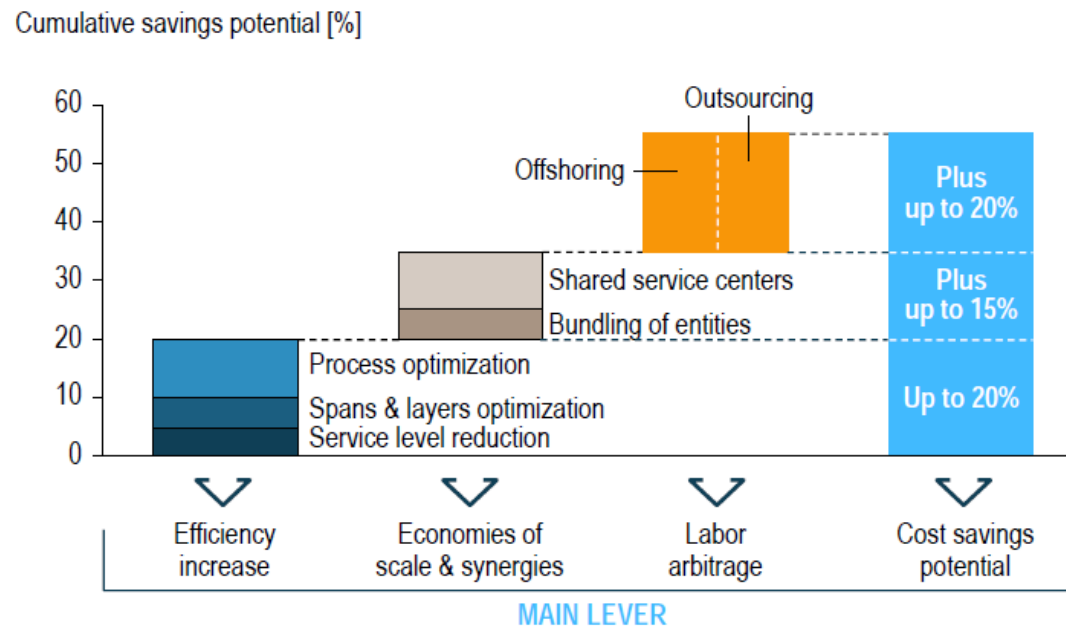 Cumulative savings potential [%]
60
50
40
30
20
10
0
Outsourcing
Offshoring
Shared service centers
Bundling of entities
Process optimization
Spans & layers optimization
Service level reduction
Plus
up to 20%
Plus
up to 15%
Up to 20%
Efficiency
increase
Economies of
scale & synergies
Labor
arbitrage
Cost savings
potential
MAIN LEVER